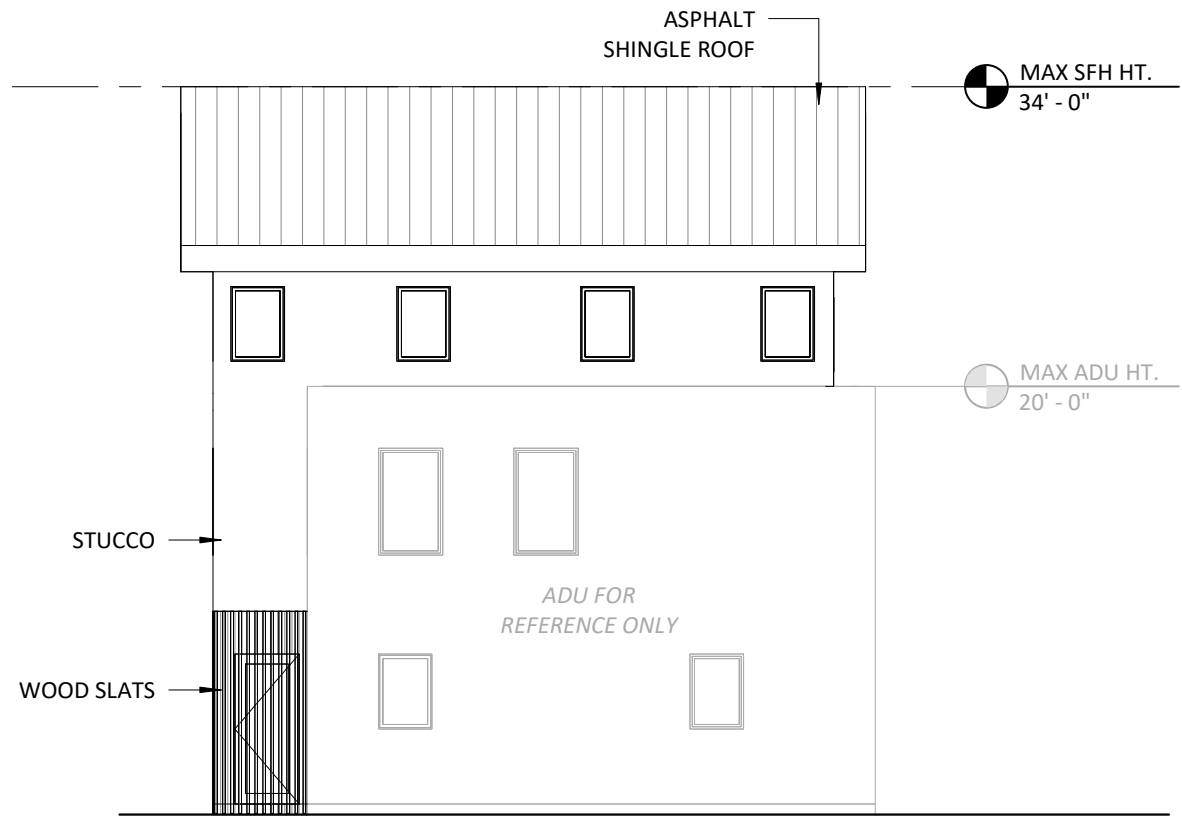 ASPHALT
SHINGLE ROOF
MAX SFH HT.
34' - 0"
MAX ADU HT.
20' - 0"
STUCCO
ADU FOR
REFERENCE ONLY
WOOD SLATS